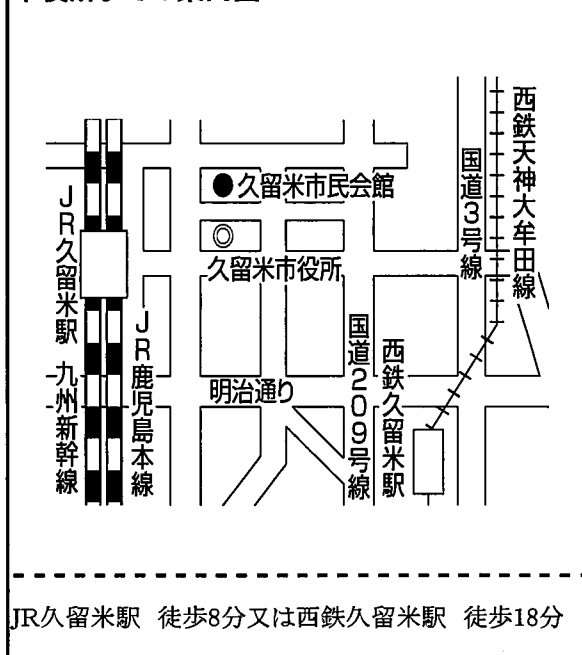 久留米市民会館
久留米市役所
JR久留米駅
九州新幹線
JR鹿児島本線
明治通り
国道209号線
西鉄久留米駅
国道3号線
西鉄天神大牟田線
JR久留米駅 徒歩8分又は西鉄久留米駅 徒歩18分